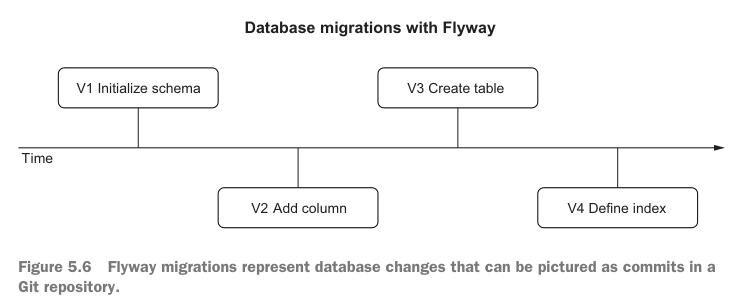 Database migrations with Flyway
V1 Initialize schema
V3 Create table
Time
V2 Add column
V4 Define index
Figure 5.6 Flyway migrations represent database changes that can be pictured as commits in a
Git repository.